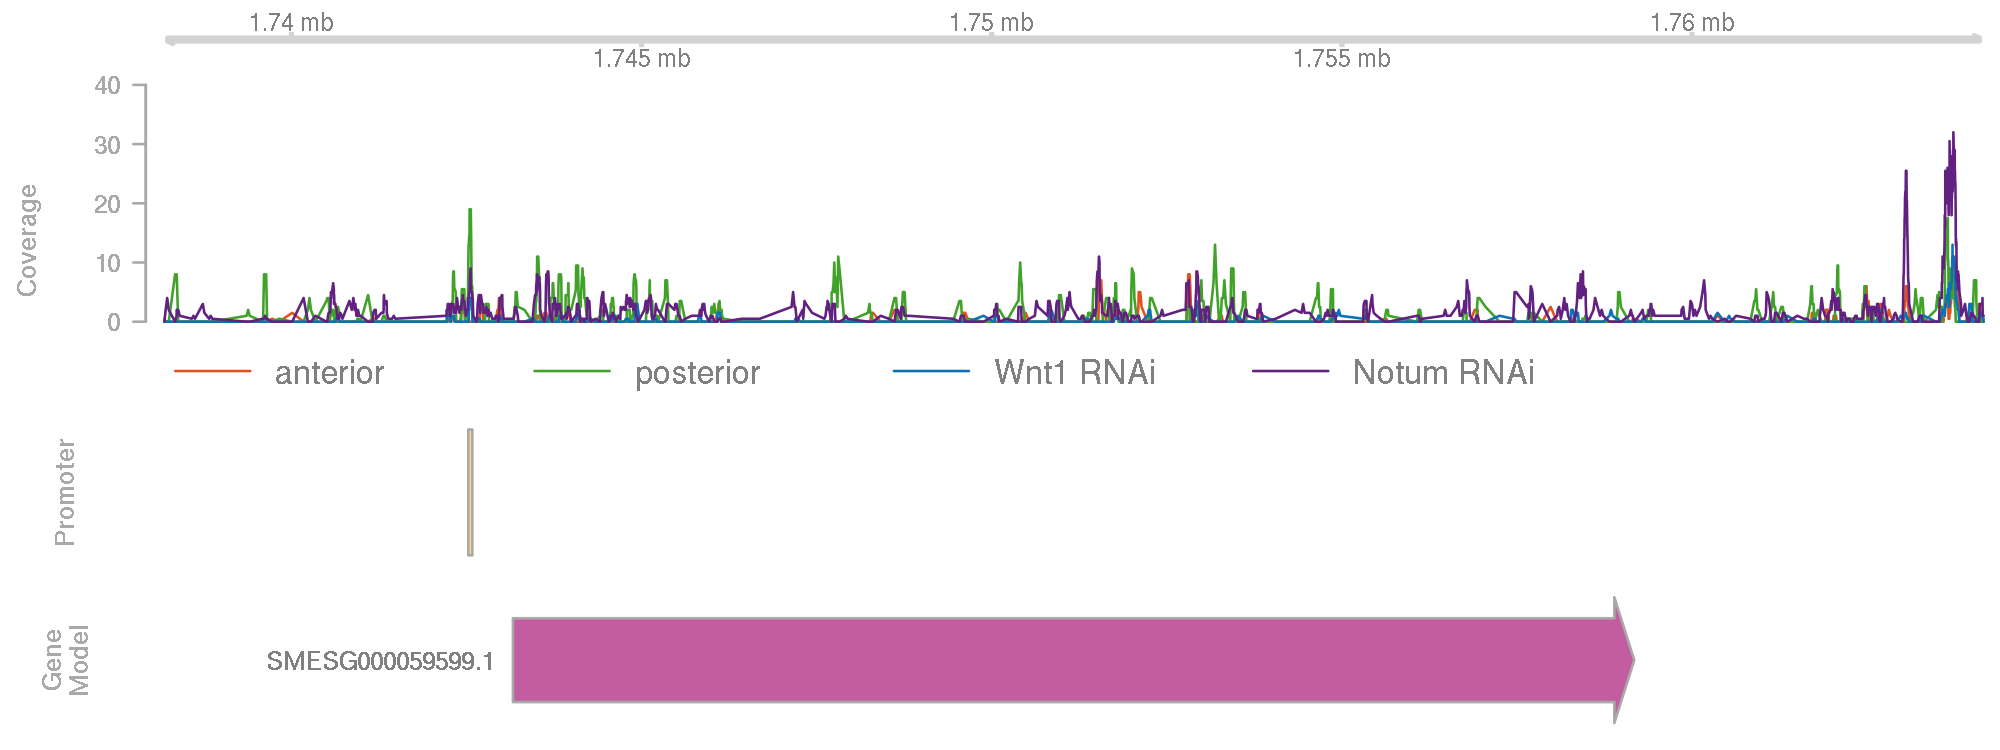 1.74 mb
1.75 mb
1.76 mb
1.745 mb
1.755 mb
Coverage
40
30
20
10
0
anterior
posterior
Wnt1 RNAi
Notum RNAi
Promoter
Gene
Model
SMESG000059599.1